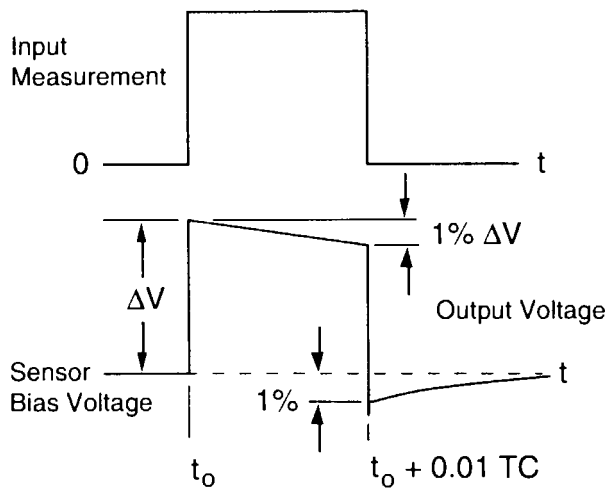 Input
Measurement
0
t
1% ΔV
ΔV
Output Voltage
Sensor
Bias Voltage
t
1%
to
to + 0.01 TC